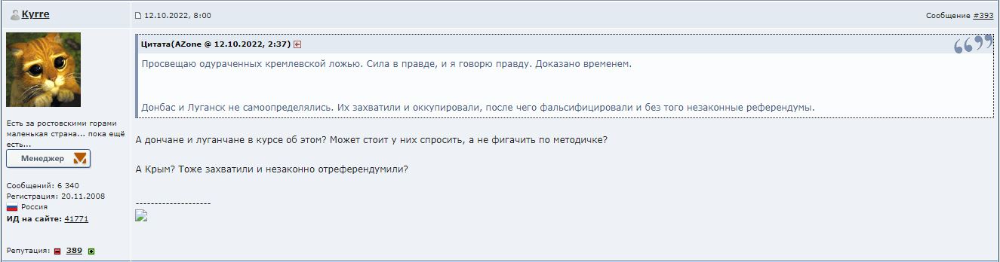 Kyrre
12.10.2022, 8:00
Сообщение #393
Цитата(AZone @ 12.10.2022, 2:37)
Просвещаю одураченных кремлевской ложью. Сила в правде, и я говорю правду. Доказано временем.
Донбас и Луганск не самоопределялись. Их захватили и оккупировали, после чего фальсифицировали и без того незаконные референдумы.
Есть за ростовскими горами
маленькая страна... пока ещё
есть...
Менеджер
Сообщений: 6 340
Регистрация: 20.11.2008
Россия
ИД на сайте: 41771
Репутация: 389
А дончане и луганчане в курсе об этом? Может стоит у них спросить, а не фигачить по методичке?
А Крым? Тоже захватили и незаконно отреферендумили?
--------------------